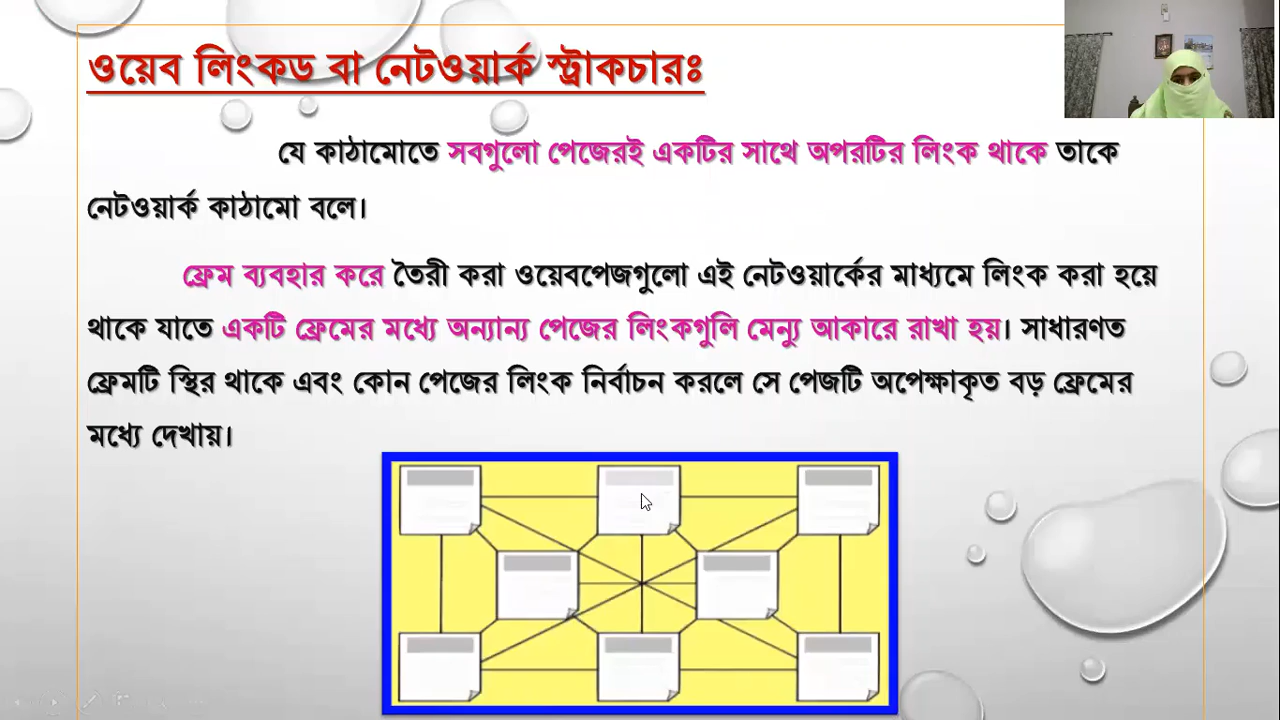 ওয়েব লিংকড বা নেটওয়ার্ক স্ট্রাকচারঃ
যে কাঠামোতে সবগুলো পেজেরই একটির সাথে অপরটির লিংক থাকে তাকে
নেটওয়ার্ক কাঠামো বলে।
ফ্রেম ব্যবহার করে তৈরী করা ওয়েবপেজগুলো এই নেটওয়ার্কের মাধ্যমে লিংক করা হয়ে
থাকে যাতে একটি ফ্রেমের মধ্যে অন্যান্য পেজের লিংকগুলি মেন্যু আকারে রাখা হয়। সাধারণত
ফ্রেমটি স্থির থাকে এবং কোন পেজের লিংক নির্বাচন করলে সে পেজটি অপেক্ষাকৃত বড় ফ্রেমের
মধ্যে দেখায়।